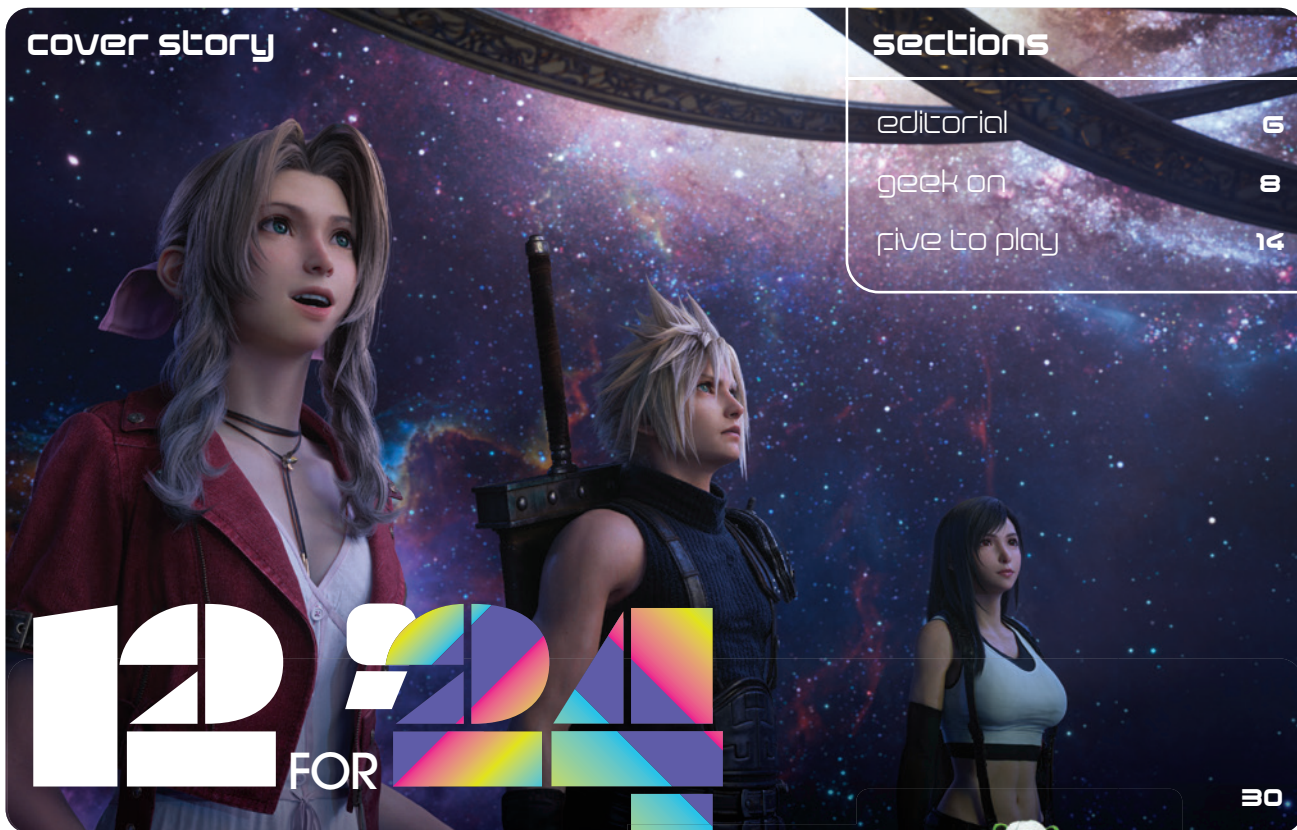 cover story
sections
editorial 6
geek on 8
five to play 14
12 FOR '24
30